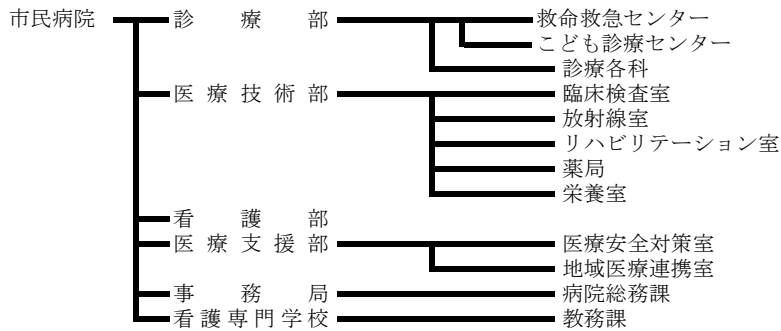 市民病院 診療部 救命救急センター
こども診療センター
診療各科
医療技術部 臨床検査室
放射線室
リハビリテーション室
薬局
栄養室
看護部
医療支援部 医療安全対策室
地域医療連携室
事務局 病院総務課
看護専門学校 教務課